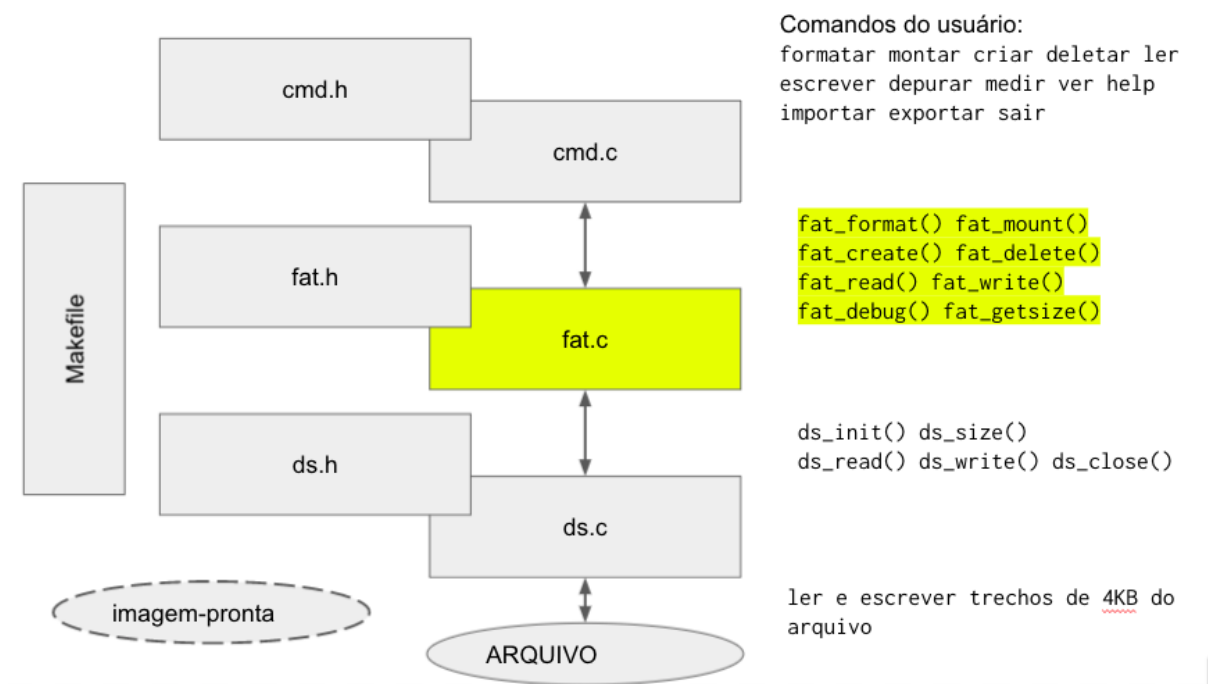 Comandos do usuário:
formatar montar criar deletar ler
escrever depurar medir ver help
importar exportar sair
cmd.h
cmd.c
fat_format() fat_mount()
fat_create() fat_delete()
fat_read() fat_write()
fat_debug() fat_getsize()
fat.h
fat.c
Makefile
ds_init() ds_size()
ds_read() ds_write() ds_close()
ds.h
ds.c
ler e escrever trechos de 4KB do
arquivo
imagem-pronta
ARQUIVO